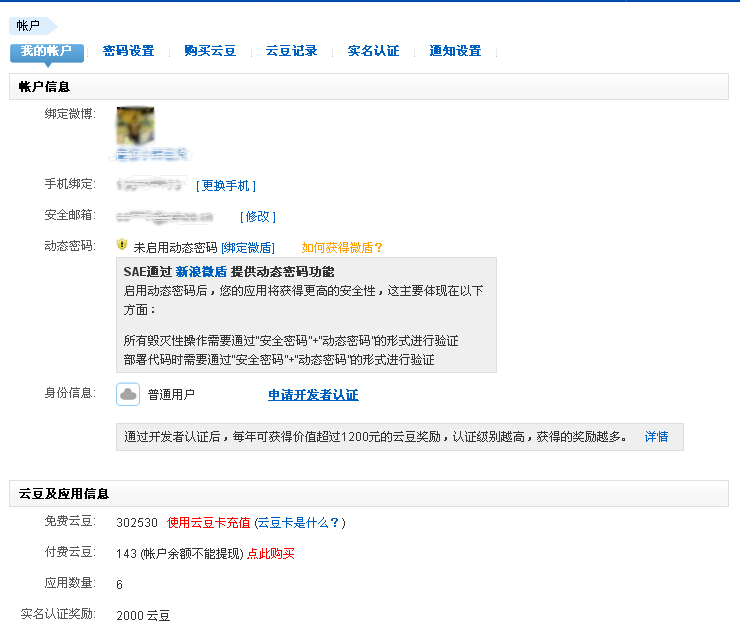 帐户
我的帐户 密码设置 购买云豆 云豆记录 实名认证 通知设置
帐户信息
绑定微博:
手机绑定: [更换手机]
安全邮箱: [修改]
动态密码: 未启用动态密码 [绑定微盾] 如何获得微盾？
SAE通过 新浪微盾 提供动态密码功能
启用动态密码后，您的应用将获得更高的安全性，这主要体现在以下
方面：
所有毁灭性操作需要通过"安全密码"+"动态密码"的形式进行验证
部署代码时需要通过"安全密码"+"动态密码"的形式进行验证
身份信息: 普通用户 申请开发者认证
通过开发者认证后，每年可获得价值超过1200元的云豆奖励，认证级别越高，获得的奖励越多。 详情
云豆及应用信息
免费云豆: 302530 使用云豆卡充值 (云豆卡是什么？)
付费云豆: 143 (帐户余额不能提现) 点此购买
应用数量: 6
实名认证奖励: 2000 云豆